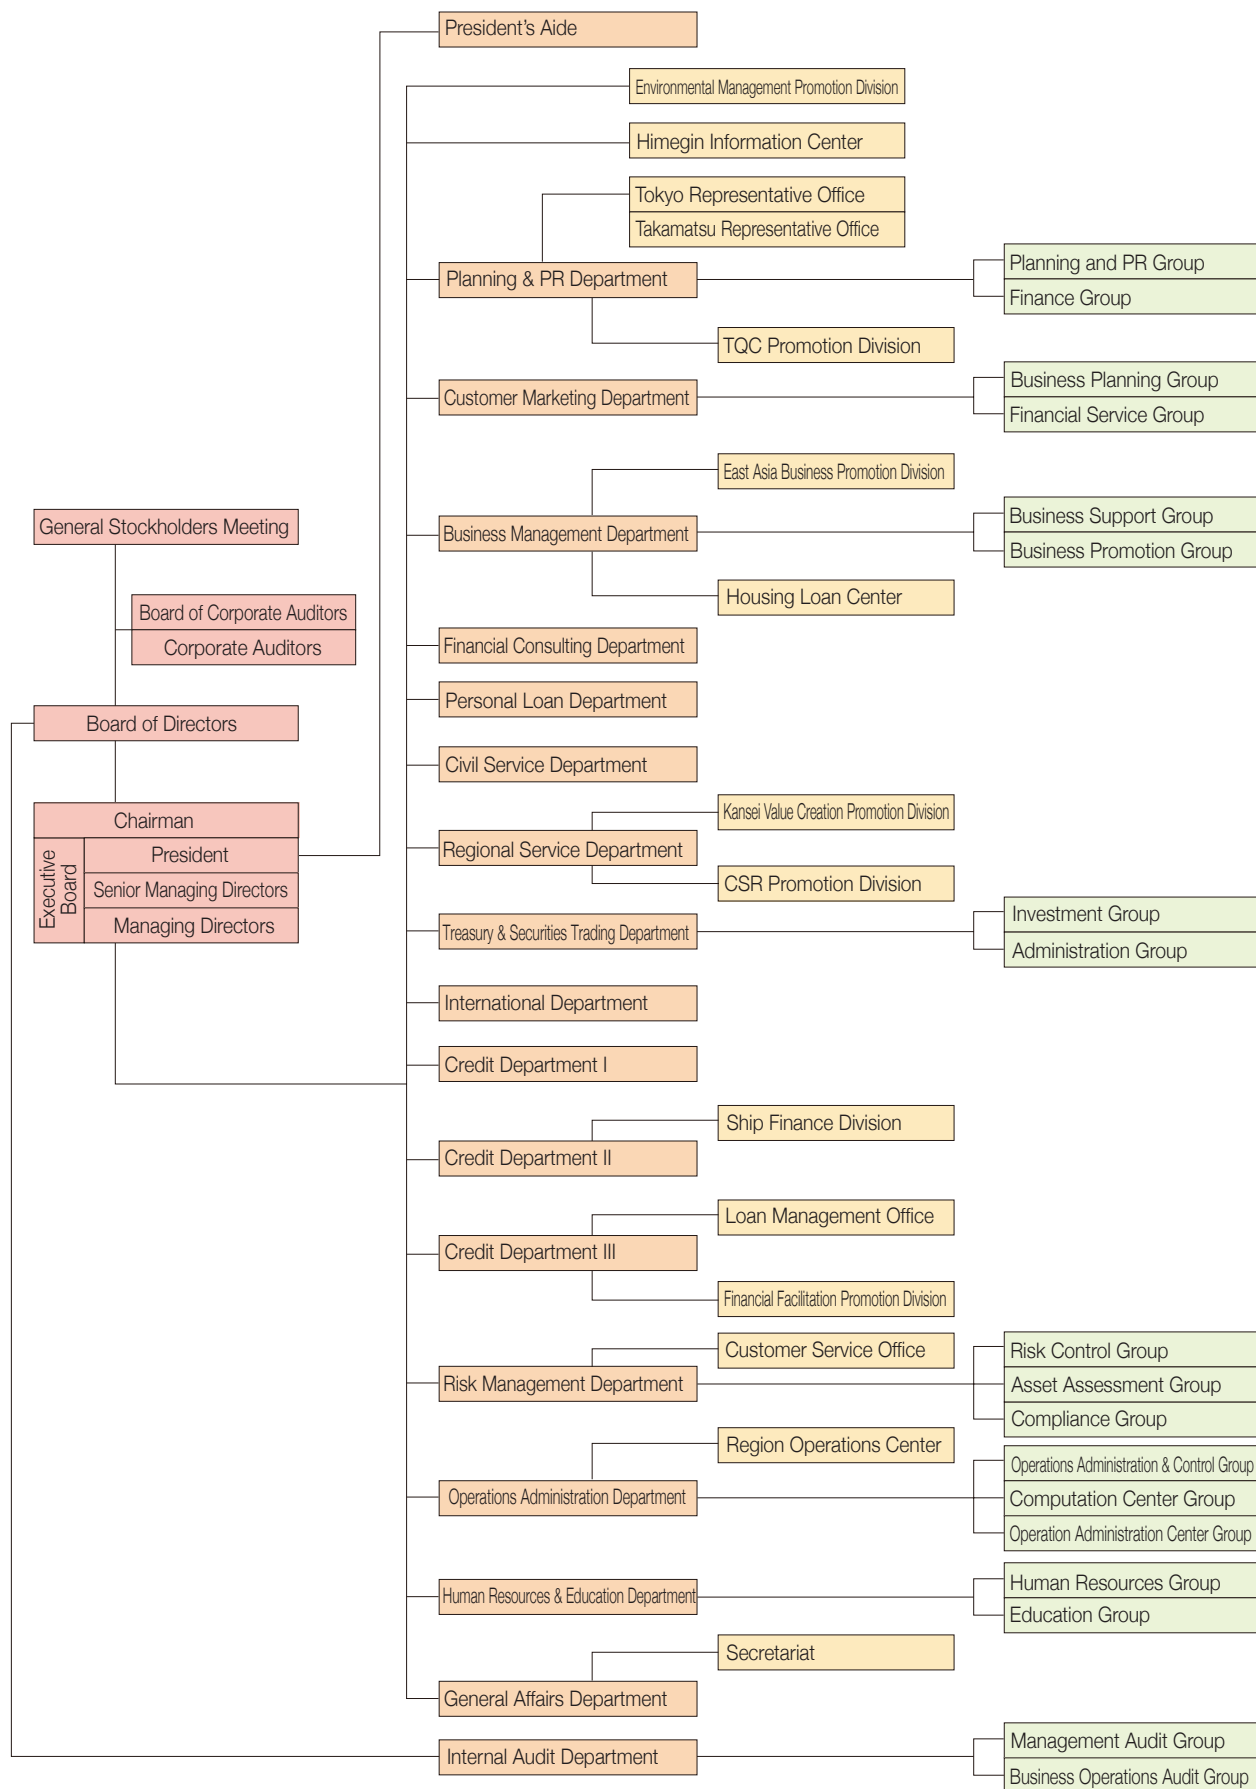 President's Aide
Environmental Management Promotion Division
Himegin Information Center
Tokyo Representative Office
Takamatsu Representative Office
Planning & PR Department
Planning and PR Group
Finance Group
TQC Promotion Division
Customer Marketing Department
Business Planning Group
Financial Service Group
East Asia Business Promotion Division
General Stockholders Meeting
Business Management Department
Business Support Group
Business Promotion Group
Housing Loan Center
Board of Corporate Auditors
Corporate Auditors
Financial Consulting Department
Personal Loan Department
Board of Directors
Civil Service Department
Chairman
Executive
Board
President
Senior Managing Directors
Managing Directors
Kansei Value Creation Promotion Division
Regional Service Department
CSR Promotion Division
Treasury & Securities Trading Department
Investment Group
Administration Group
International Department
Credit Department I
Ship Finance Division
Credit Department II
Loan Management Office
Credit Department III
Financial Facilitation Promotion Division
Customer Service Office
Risk Management Department
Risk Control Group
Asset Assessment Group
Compliance Group
Region Operations Center
Operations Administration Department
Operations Administration & Control Group
Computation Center Group
Operation Administration Center Group
Human Resources & Education Department
Human Resources Group
Education Group
Secretariat
General Affairs Department
Internal Audit Department
Management Audit Group
Business Operations Audit Group